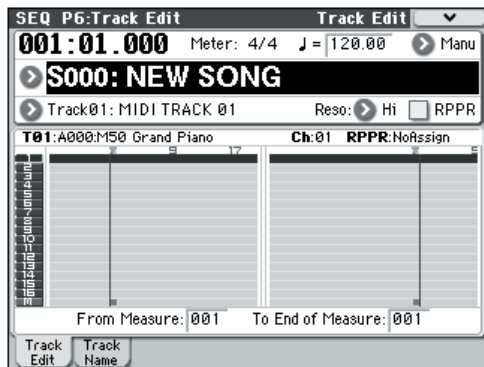 SEQ P6:Track Edit Track Edit
001:01.000 Meter: 4/4 ♩= 120.00 Manu
S000: NEW SONG
Track01: MIDI TRACK 01 Reso: Hi RPPR
T01:A000:M50 Grand Piano Ch:01 RPPR:NoAssign
9 17
1
2
3
4
5
6
7
8
9
10
11
12
13
14
15
16
M
From Measure: 001 To End of Measure: 001
Track Edit
Track Name